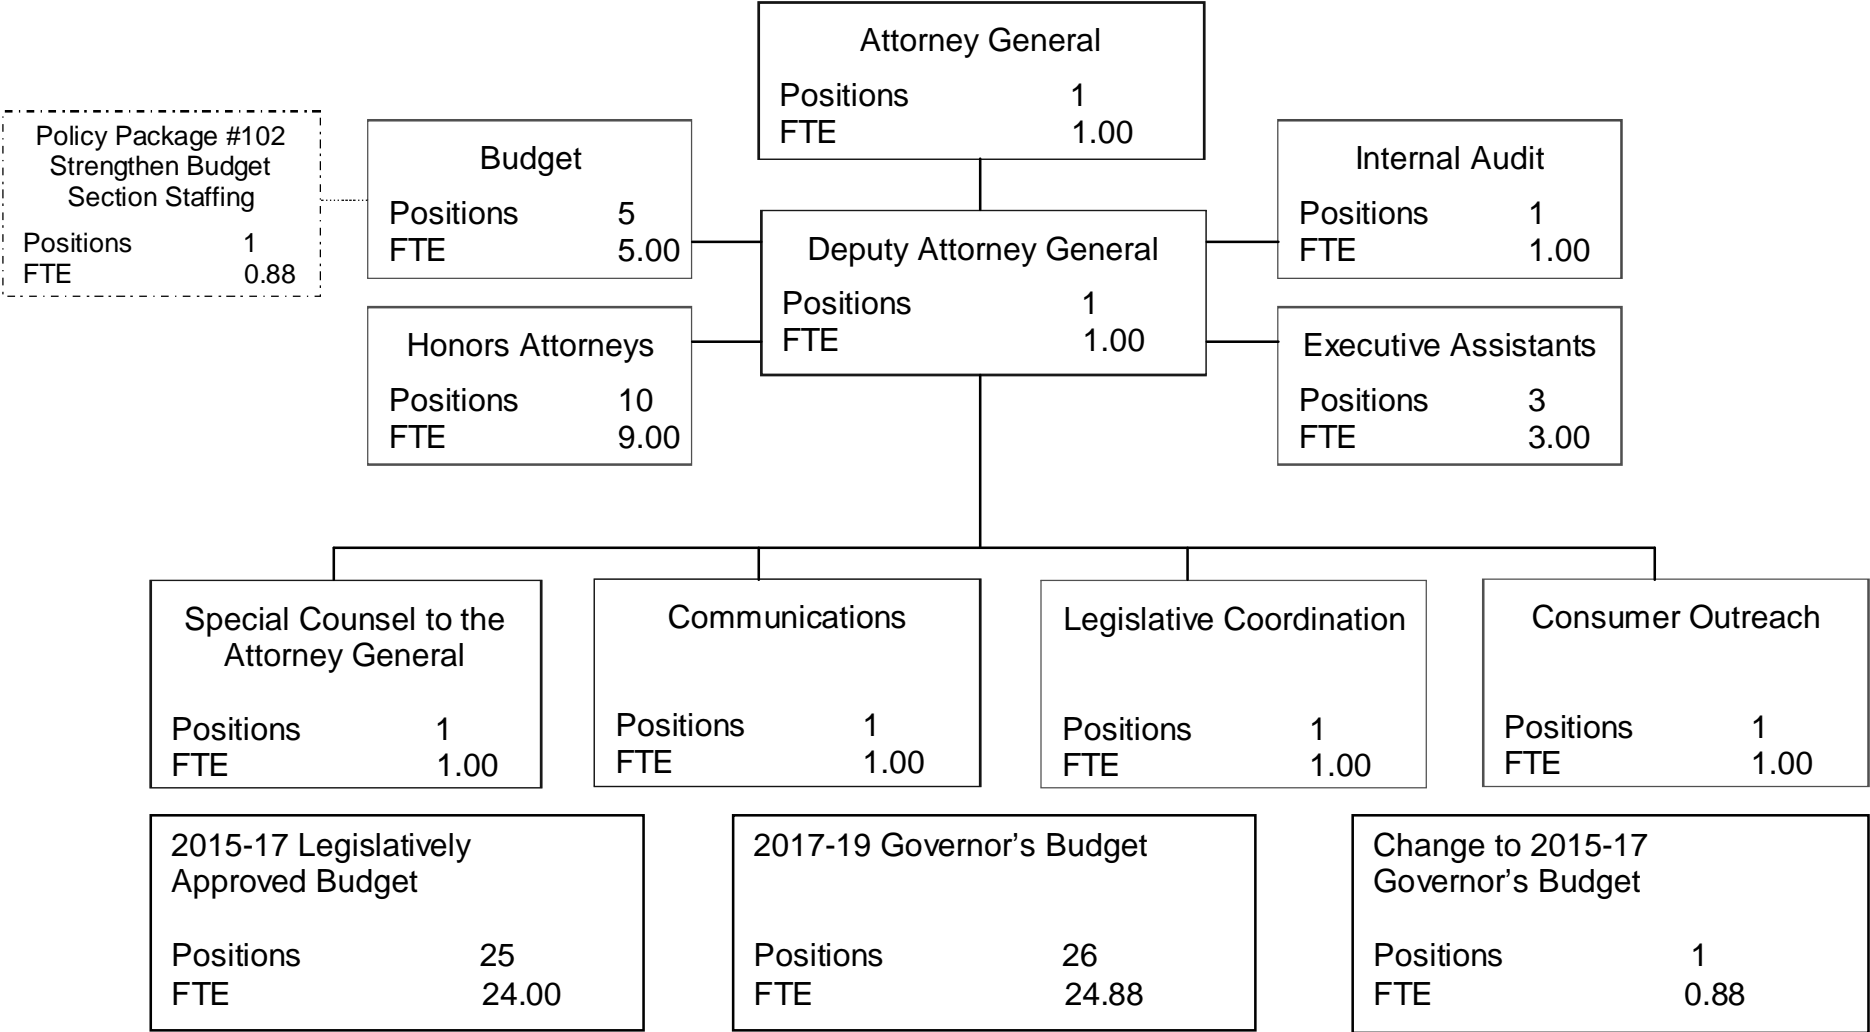 Attorney General
Positions 1
FTE 1.00
Policy Package #102
Strengthen Budget
Section Staffing
Positions 1
FTE 0.88
Budget
Positions 5
FTE 5.00
Internal Audit
Positions 1
FTE 1.00
Deputy Attorney General
Positions 1
FTE 1.00
Honors Attorneys
Positions 10
FTE 9.00
Executive Assistants
Positions 3
FTE 3.00
Special Counsel to the
Attorney General
Positions 1
FTE 1.00
Communications
Positions 1
FTE 1.00
Legislative Coordination
Positions 1
FTE 1.00
Consumer Outreach
Positions 1
FTE 1.00
2015-17 Legislatively
Approved Budget
Positions 25
FTE 24.00
2017-19 Governor’s Budget
Positions 26
FTE 24.88
Change to 2015-17
Governor’s Budget
Positions 1
FTE 0.88